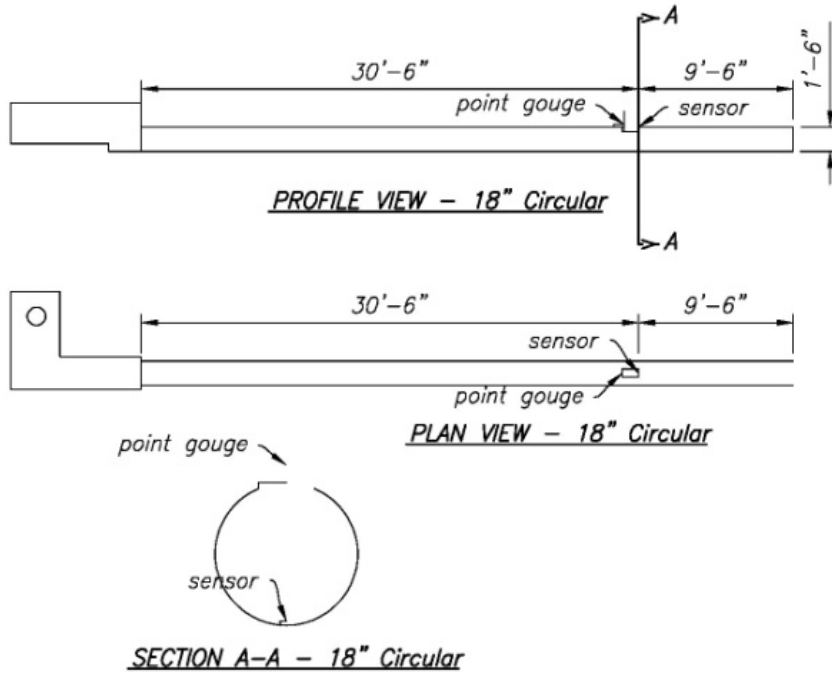 A
30'-6"
9'-6"
1'-6"
point gouge
sensor
PROFILE VIEW - 18" Circular
A
30'-6"
9'-6"
sensor
point gouge
PLAN VIEW - 18" Circular
point gouge
sensor
SECTION A-A - 18" Circular